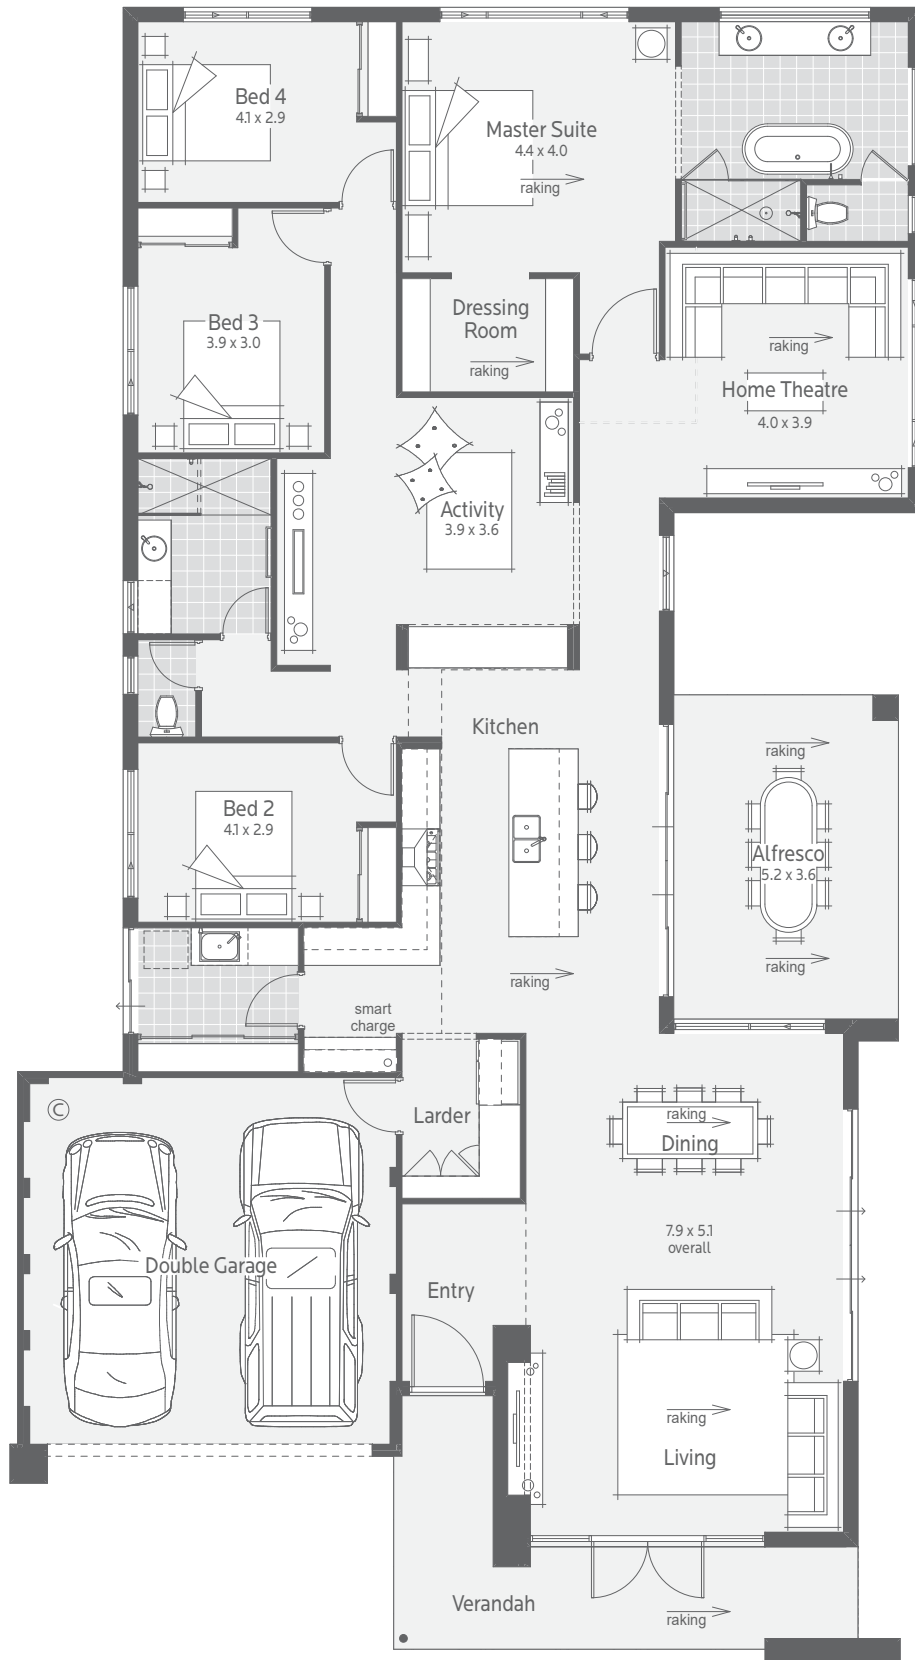 Bed 4
4.1 x 2.9
Master Suite
4.4 x 4.0
raking
Dressing
Room
raking
Bed 3
3.9 x 3.0
raking
Home Theatre
4.0 x 3.9
Activity
3.9 x 3.6
Kitchen
raking
Bed 2
4.1 x 2.9
Alfresco
5.2 x 3.6
raking
raking
smart
charge
C
Larder
raking
Dining
7.9 x 5.1
overall
Double Garage
Entry
raking
Living
Verandah
raking